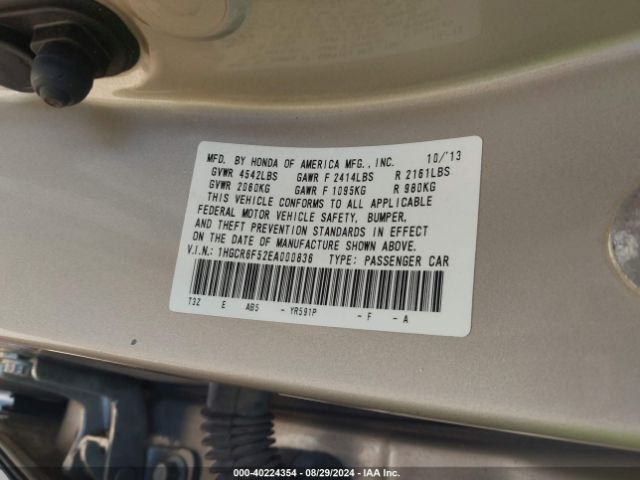 MFD. BY HONDA OF AMERICA MFG., INC. 10/'13
GVWR 4542LBS GAWR F 2414LBS R 2161LBS
GVWR 2060KG GAWR F 1095KG R 980KG
THIS VEHICLE CONFORMS TO ALL APPLICABLE
FEDERAL MOTOR VEHICLE SAFETY, BUMPER,
AND THEFT PREVENTION STANDARDS IN EFFECT
ON THE DATE OF MANUFACTURE SHOWN ABOVE.
V.I.N.: 1HGCR6F52EA000836 TYPE: PASSENGER CAR
T3Z E AB5 - YR591P - F - A
000-40224354 - 08/29/2024 - IAA Inc.